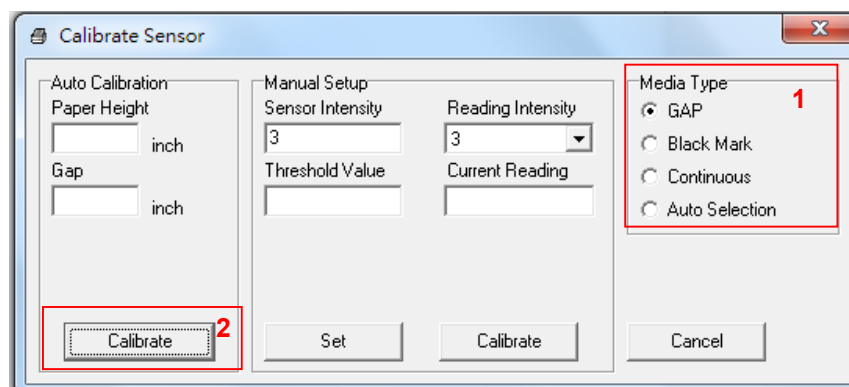 Calibrate Sensor
Auto Calibration
Paper Height
inch
Gap
inch
Calibrate
2
Manual Setup
Sensor Intensity
Reading Intensity
3
3
Threshold Value
Current Reading
Set
Calibrate
Media Type
1
GAP
Black Mark
Continuous
Auto Selection
Cancel